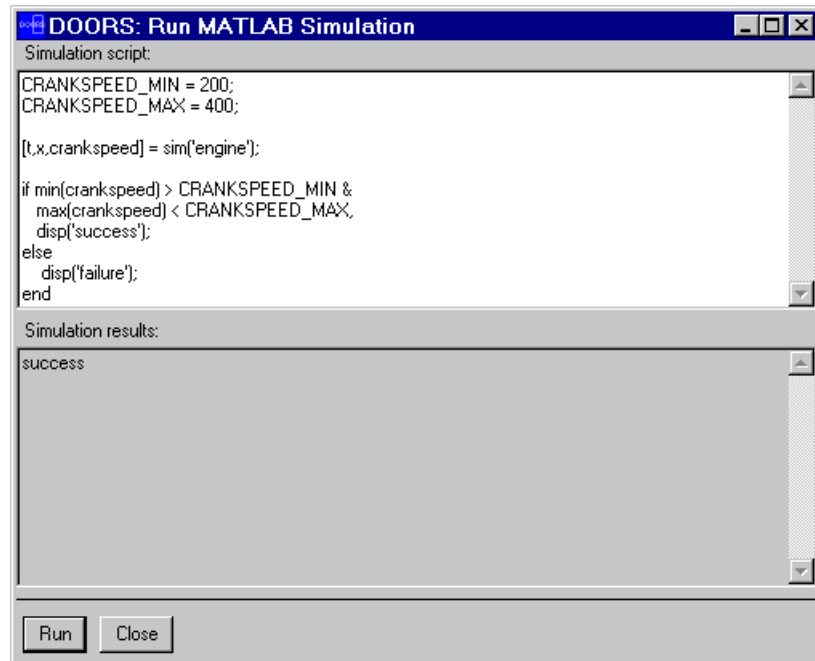 DOORS: Run MATLAB Simulation
Simulation script:
CRANKSPEED_MIN = 200;
CRANKSPEED_MAX = 400;
[t,x,crankspeed] = sim('engine');
if min(crankspeed) > CRANKSPEED_MIN &
max(crankspeed) < CRANKSPEED_MAX,
disp('success');
else
disp('failure');
end
Simulation results:
success
Run Close